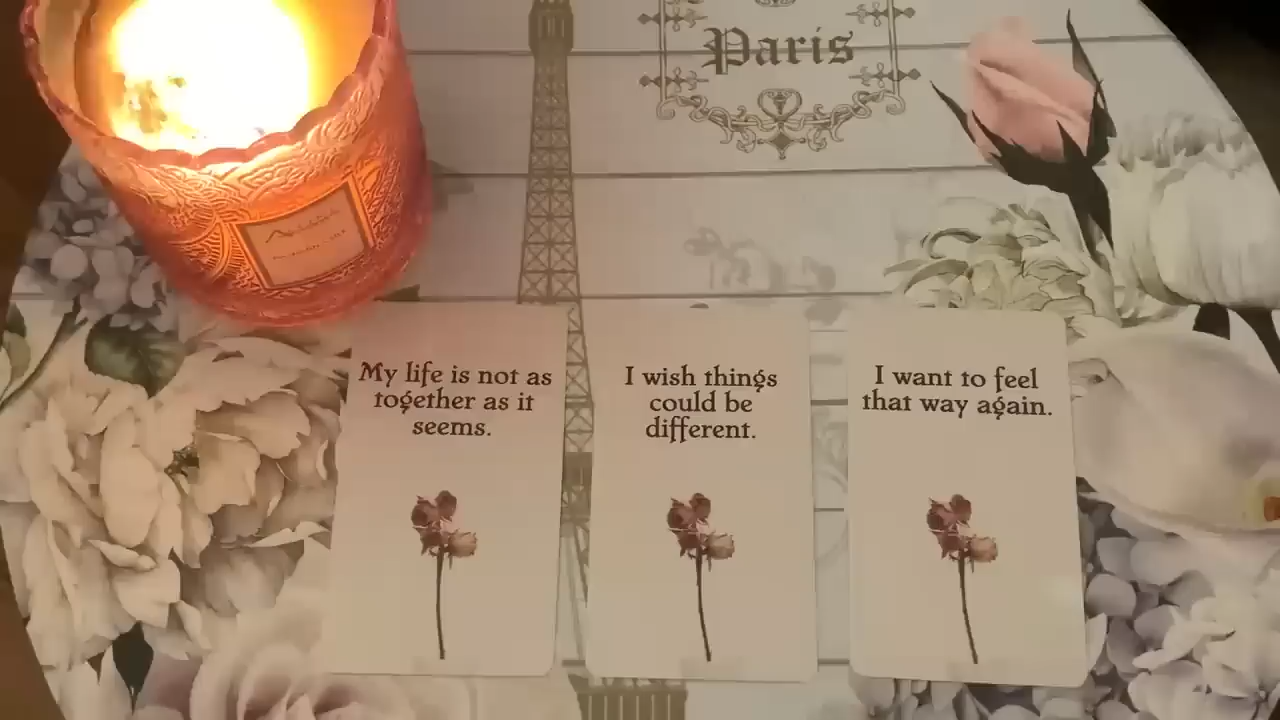 Paris
My life is not as
together as it
seems.
I wish things
could be
different.
I want to feel
that way again.